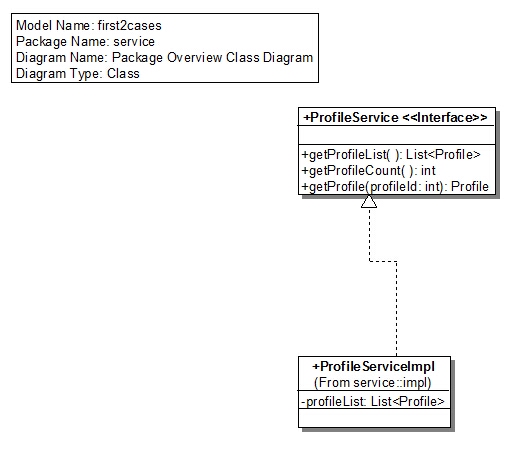 Model Name: first2cases
Package Name: service
Diagram Name: Package Overview Class Diagram
Diagram Type: Class
+ProfileService <<Interface>>
+getProfileList( ): List<Profile>
+getProfileCount( ): int
+getProfile(profileId: int): Profile
+ProfileServiceImpl
(From service::impl)
-profileList: List<Profile>